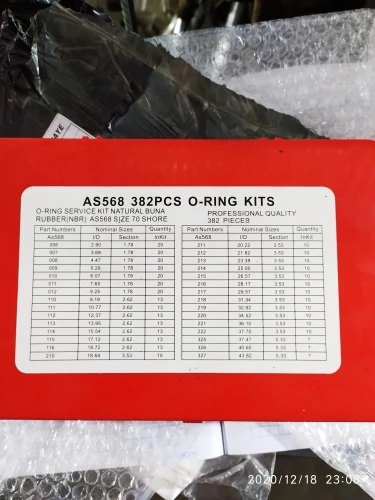 AS568 382PCS O-RING KITS
O-RING SERVICE KIT NATURAL BUNA
RUBBER(NBR) AS568 SIZE 70 SHORE
PROFESSIONAL QUALITY
382 PIECES
Part Numbers Nominal Sizes Quantity
As568 I/D Section InKit
006 2.90 1.78 20
007 3.68 1.78 20
008 4.47 1.78 20
009 5.28 1.78 20
010 6.07 1.78 20
011 7.65 1.78 20
012 9.25 1.78 20
110 9.19 2.62 13
111 10.77 2.62 13
112 12.37 2.62 13
113 13.95 2.62 13
114 15.54 2.62 13
115 17.12 2.62 13
116 18.72 2.62 13
210 18.64 3.53 10
Part Numbers Nominal Sizes Quantity
As568 I/D Section InKit
211 20.22 3.53 10
212 21.82 3.53 10
213 23.38 3.53 10
214 25.00 3.53 10
215 26.57 3.53 10
216 28.17 3.53 10
217 29.57 3.53 10
218 31.34 3.53 10
219 32.92 3.53 10
220 34.52 3.53 10
221 36.10 3.53 10
222 37.70 3.53 10
325 37.47 5.33 7
326 40.65 5.33 7
327 43.82 5.33 7
2020/12/18 23:08